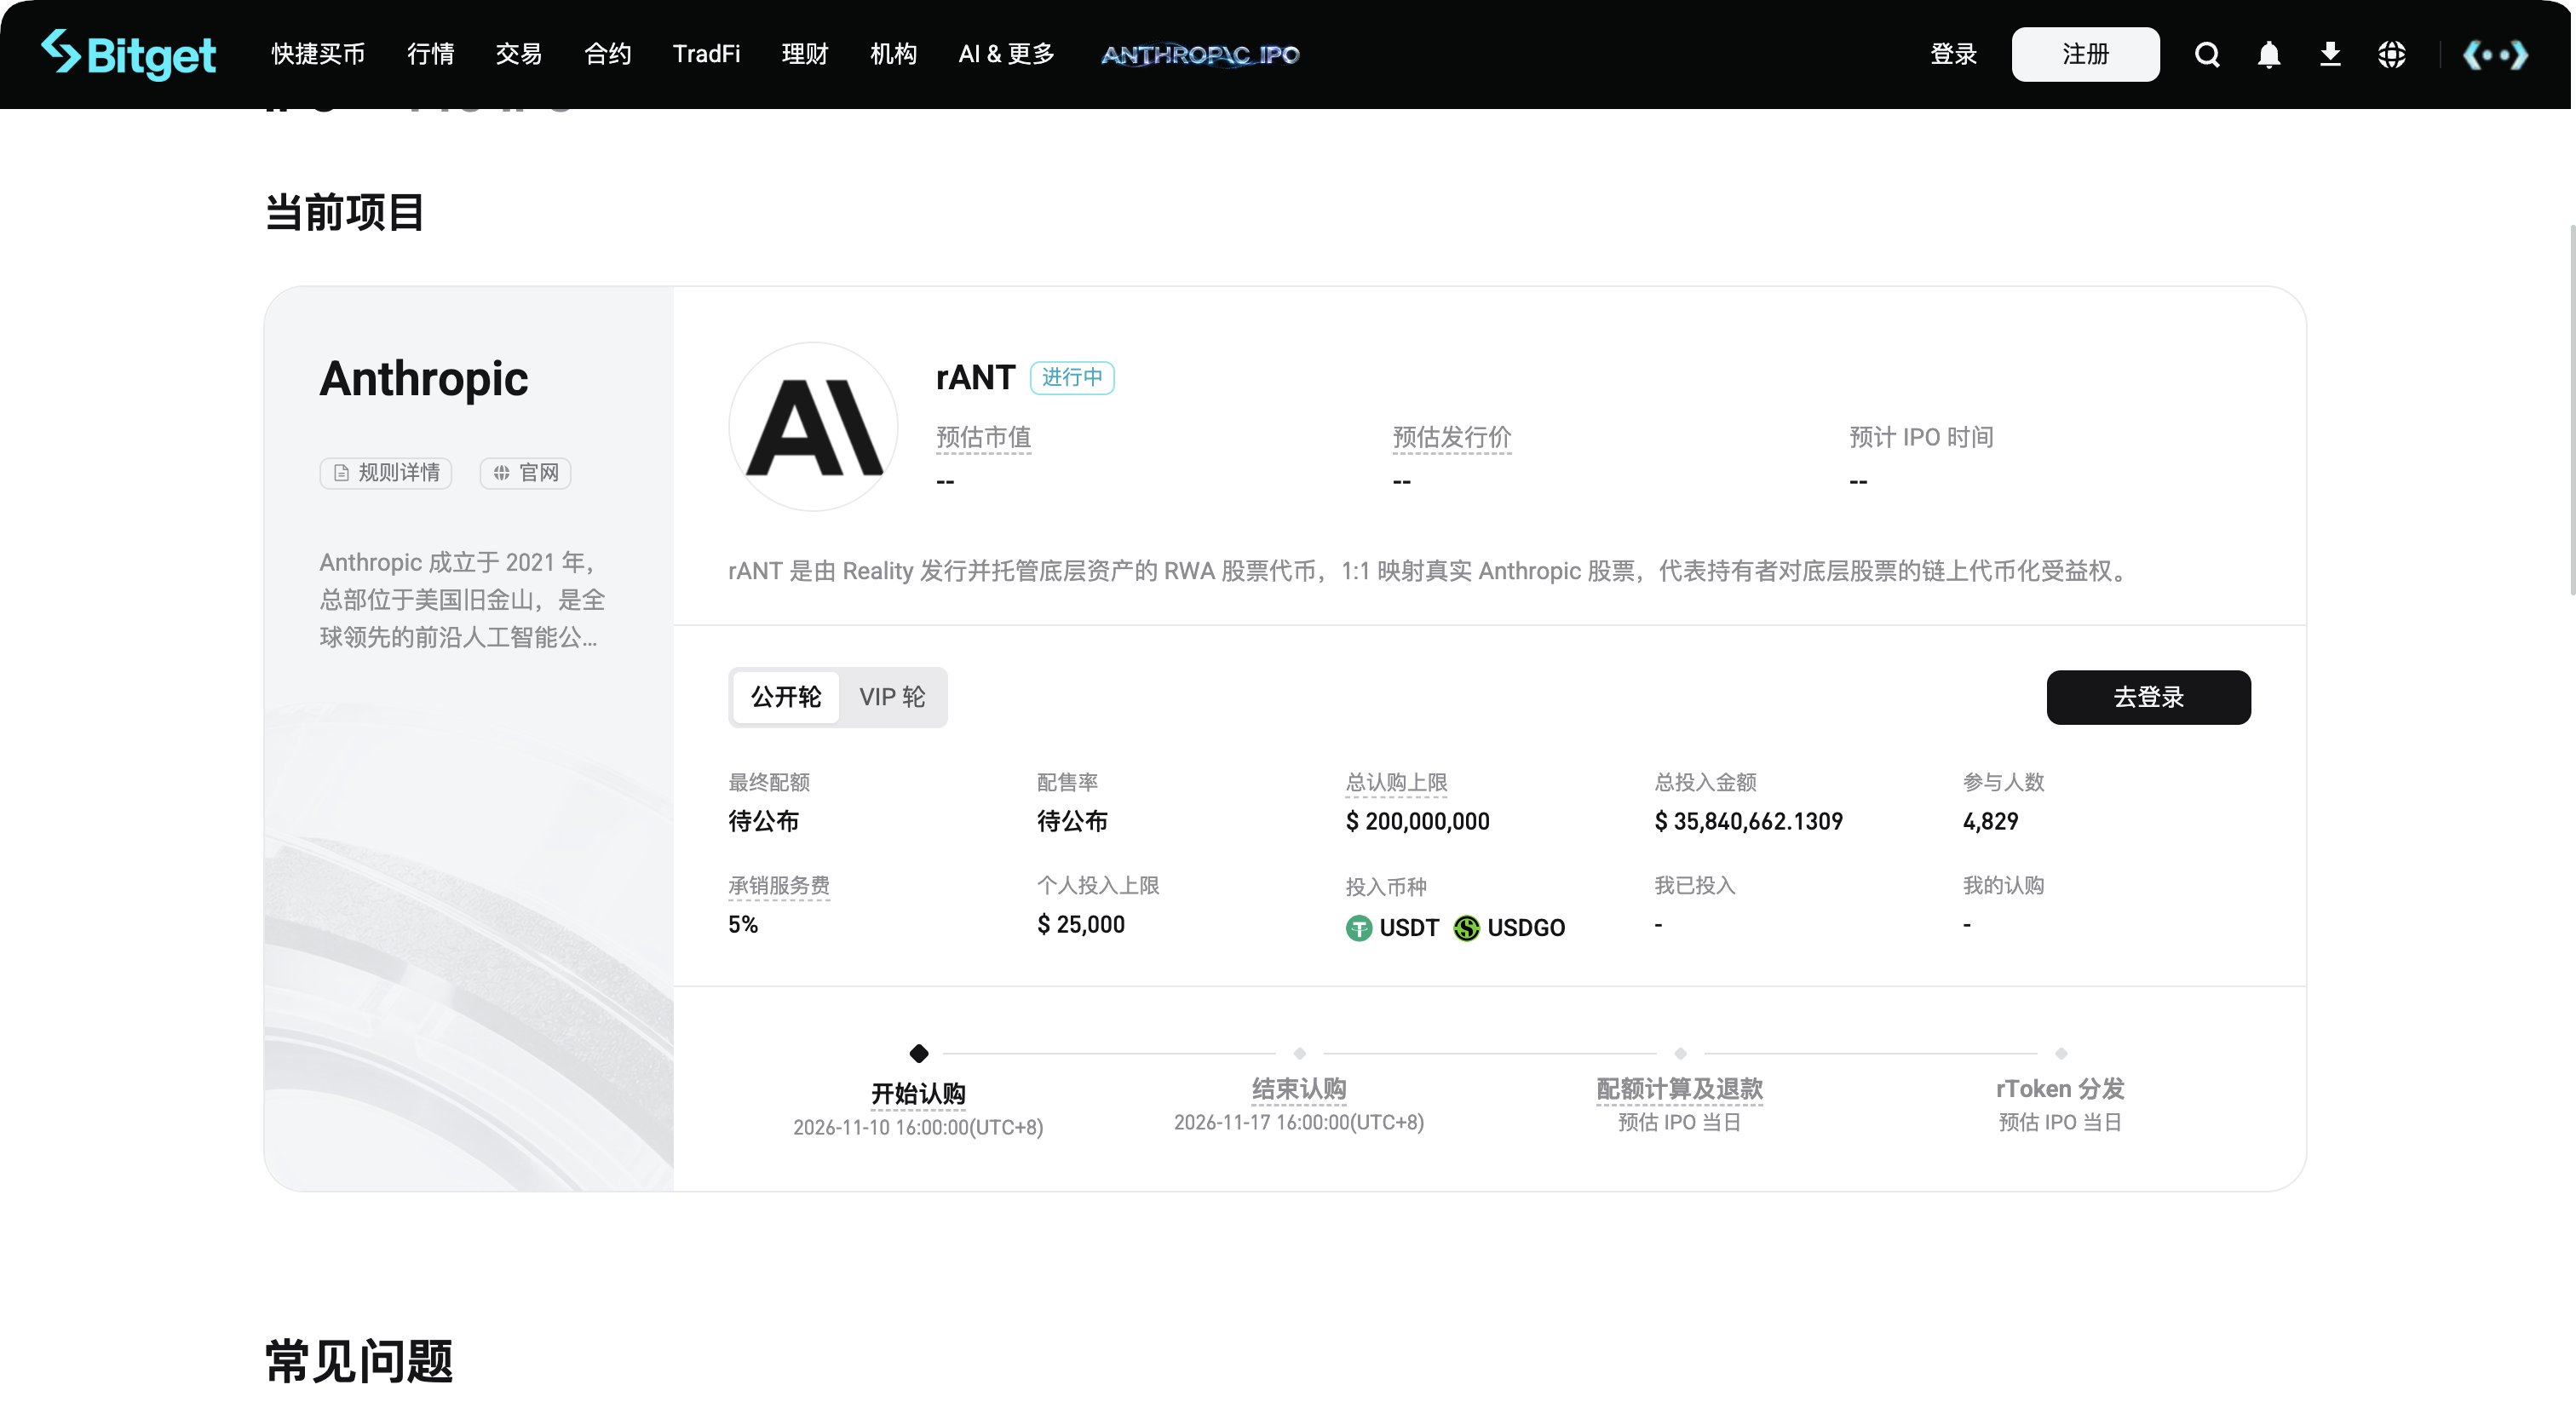 Bitget 快捷买币 行情 交易 合约 TradFi 理财 机构 AI & 更多 ANTHROPIC IPO 登录 注册
当前项目
Anthropic
规则详情 官网
Anthropic 成立于 2021 年，
总部位于美国旧金山，是全
球领先的前沿人工智能公...
AI
rANT 进行中
预估市值 预估发行价 预计 IPO 时间
-- -- --
rANT 是由 Reality 发行并托管底层资产的 RWA 股票代币，1:1 映射真实 Anthropic 股票，代表持有者对底层股票的链上代币化受益权。
公开轮 VIP 轮 去登录
最终配额 配售率 总认购上限 总投入金额 参与人数
待公布 待公布 $ 200,000,000 $ 35,840,662.1309 4,829
承销服务费 个人投入上限 投入币种 我已投入 我的认购
5% $ 25,000 USDT USDGO - -
开始认购 结束认购 配额计算及退款 rToken 分发
2026-11-10 16:00:00(UTC+8) 2026-11-17 16:00:00(UTC+8) 预估 IPO 当日 预估 IPO 当日
常见问题